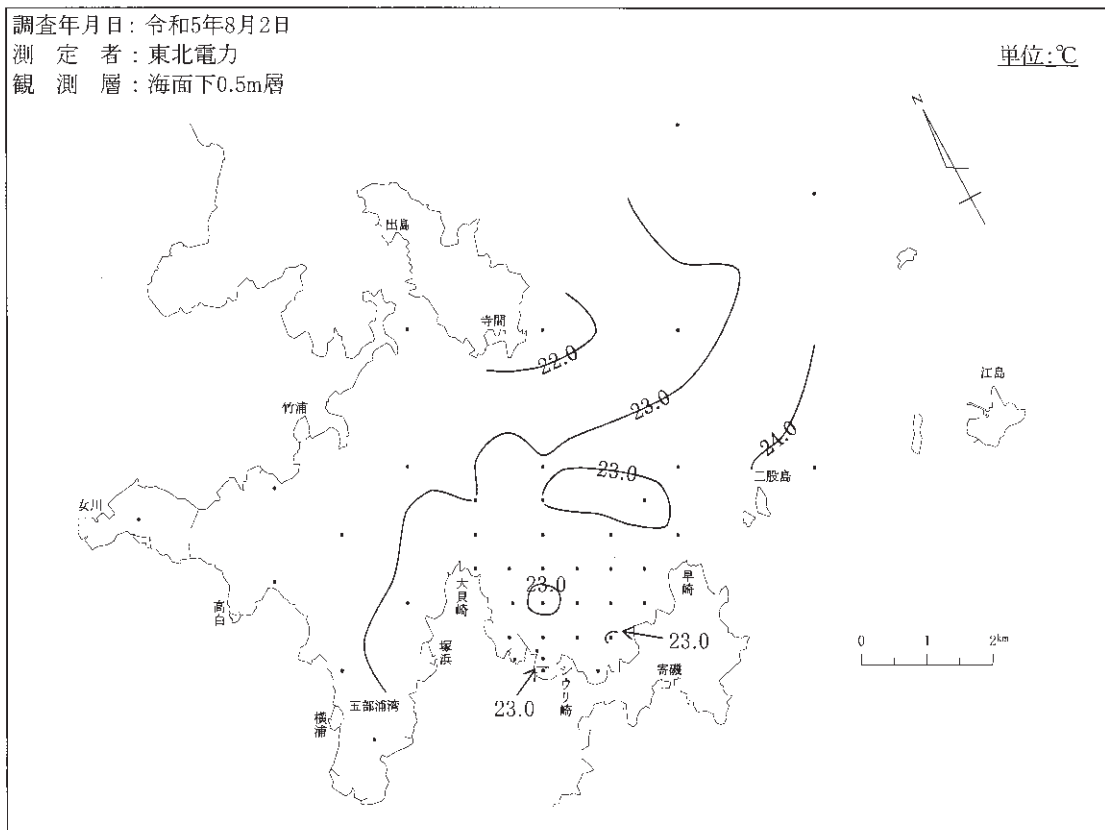 調査年月日：令和5年8月2日
測　定　者：東北電力
観　測　層：海面下0.5m層
単位:℃
N
出島
寺間
22.0
江島
竹浦
23.0
24.0
二股島
23.0
女川
大貝崎
早崎
23.0
高白
塚浜
23.0
シウリ崎
寄磯
0 1 2km
23.0
五部浦湾
横浦